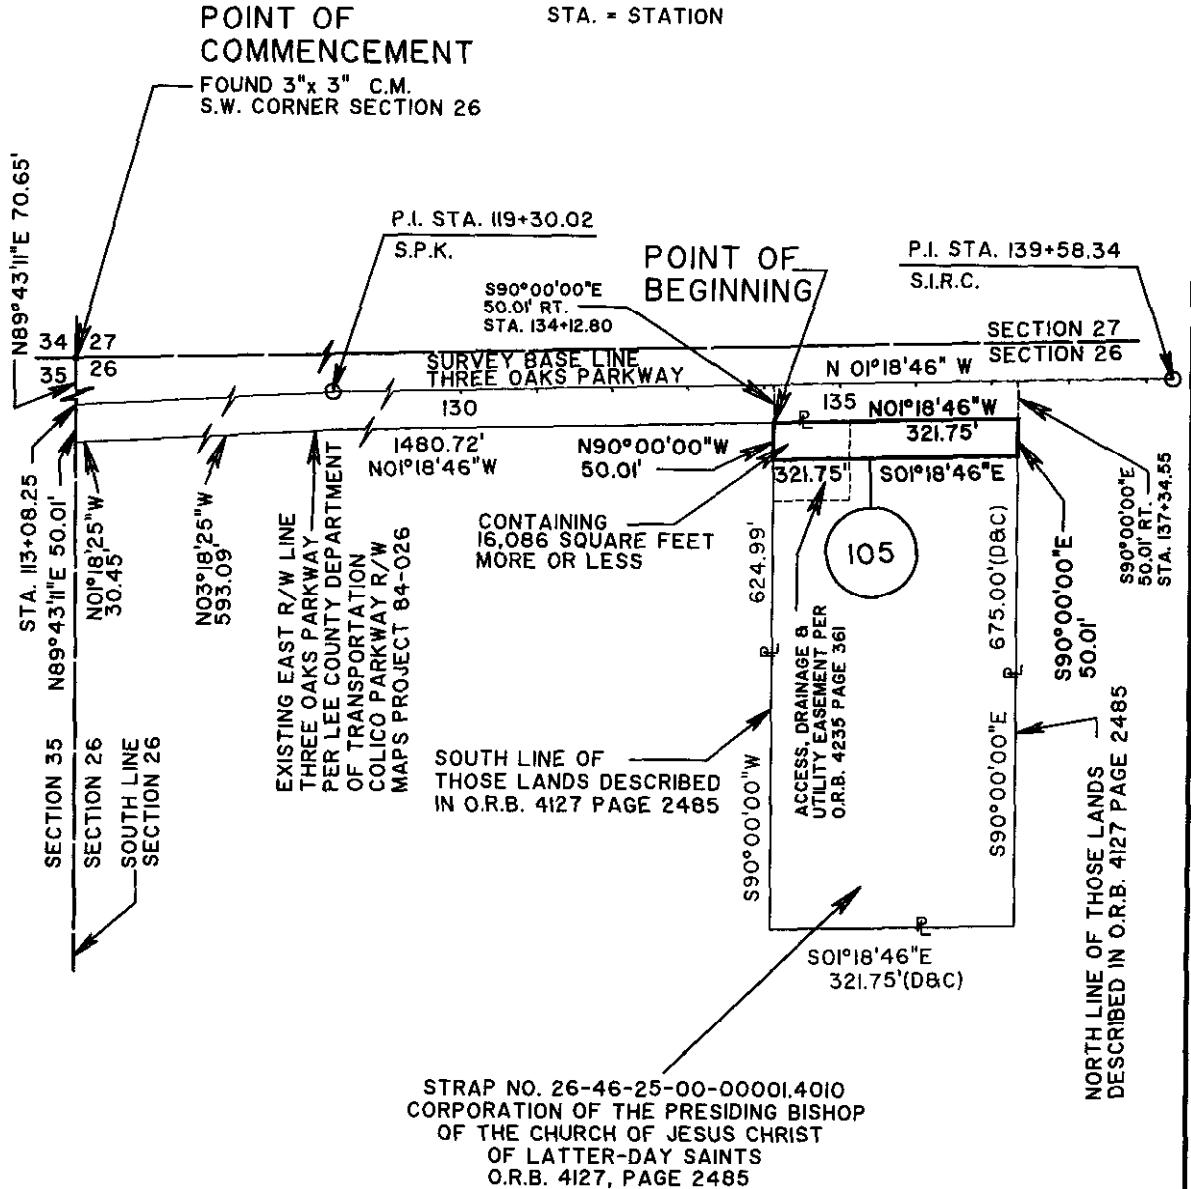 STA. = STATION
POINT OF
COMMENCEMENT
FOUND 3"x 3" C.M.
S.W. CORNER SECTION 26
N89°43'11"E 70.65'
P.I. STA. 119+30.02
S.P.K.
POINT OF
BEGINNING
P.I. STA. 139+58.34
S.I.R.C.
S90°00'00"E
50.01' RT.
STA. 134+12.80
34
27
35
26
SECTION 27
SECTION 26
SURVEY BASE LINE
THREE OAKS PARKWAY
N 01°18'46" W
130
135
N01°18'46"W
321.75'
1480.72'
N01°18'46"W
N90°00'00"W
50.01'
321.75'
S01°18'46"E
STA. 113+08.25
N89°43'11"E 50.01'
N01°18'25"W
30.45'
N03°18'25"W
593.09'
EXISTING EAST R/W LINE
THREE OAKS PARKWAY
PER LEE COUNTY DEPARTMENT
OF TRANSPORTATION
COLICO PARKWAY R/W
MAPS PROJECT 84-026
CONTAINING
16,086 SQUARE FEET
MORE OR LESS
105
624.99'
S90°00'00"W
ACCESS, DRAINAGE &
UTILITY EASEMENT PER
O.R.B. 4235 PAGE 361
675.00'(D&C)
S90°00'00"E
S90°00'00"E
50.01'
S90°00'00"E
50.01' RT.
STA. 137+34.55
SECTION 35
SECTION 26
SOUTH LINE
SECTION 26
SOUTH LINE OF
THOSE LANDS DESCRIBED
IN O.R.B. 4127 PAGE 2485
NORTH LINE OF THOSE LANDS
DESCRIBED IN O.R.B. 4127 PAGE 2485
PL
PL
PL
PL
S01°18'46"E
321.75'(D&C)
STRAP NO. 26-46-25-00-00001.4010
CORPORATION OF THE PRESIDING BISHOP
OF THE CHURCH OF JESUS CHRIST
OF LATTER-DAY SAINTS
O.R.B. 4127, PAGE 2485